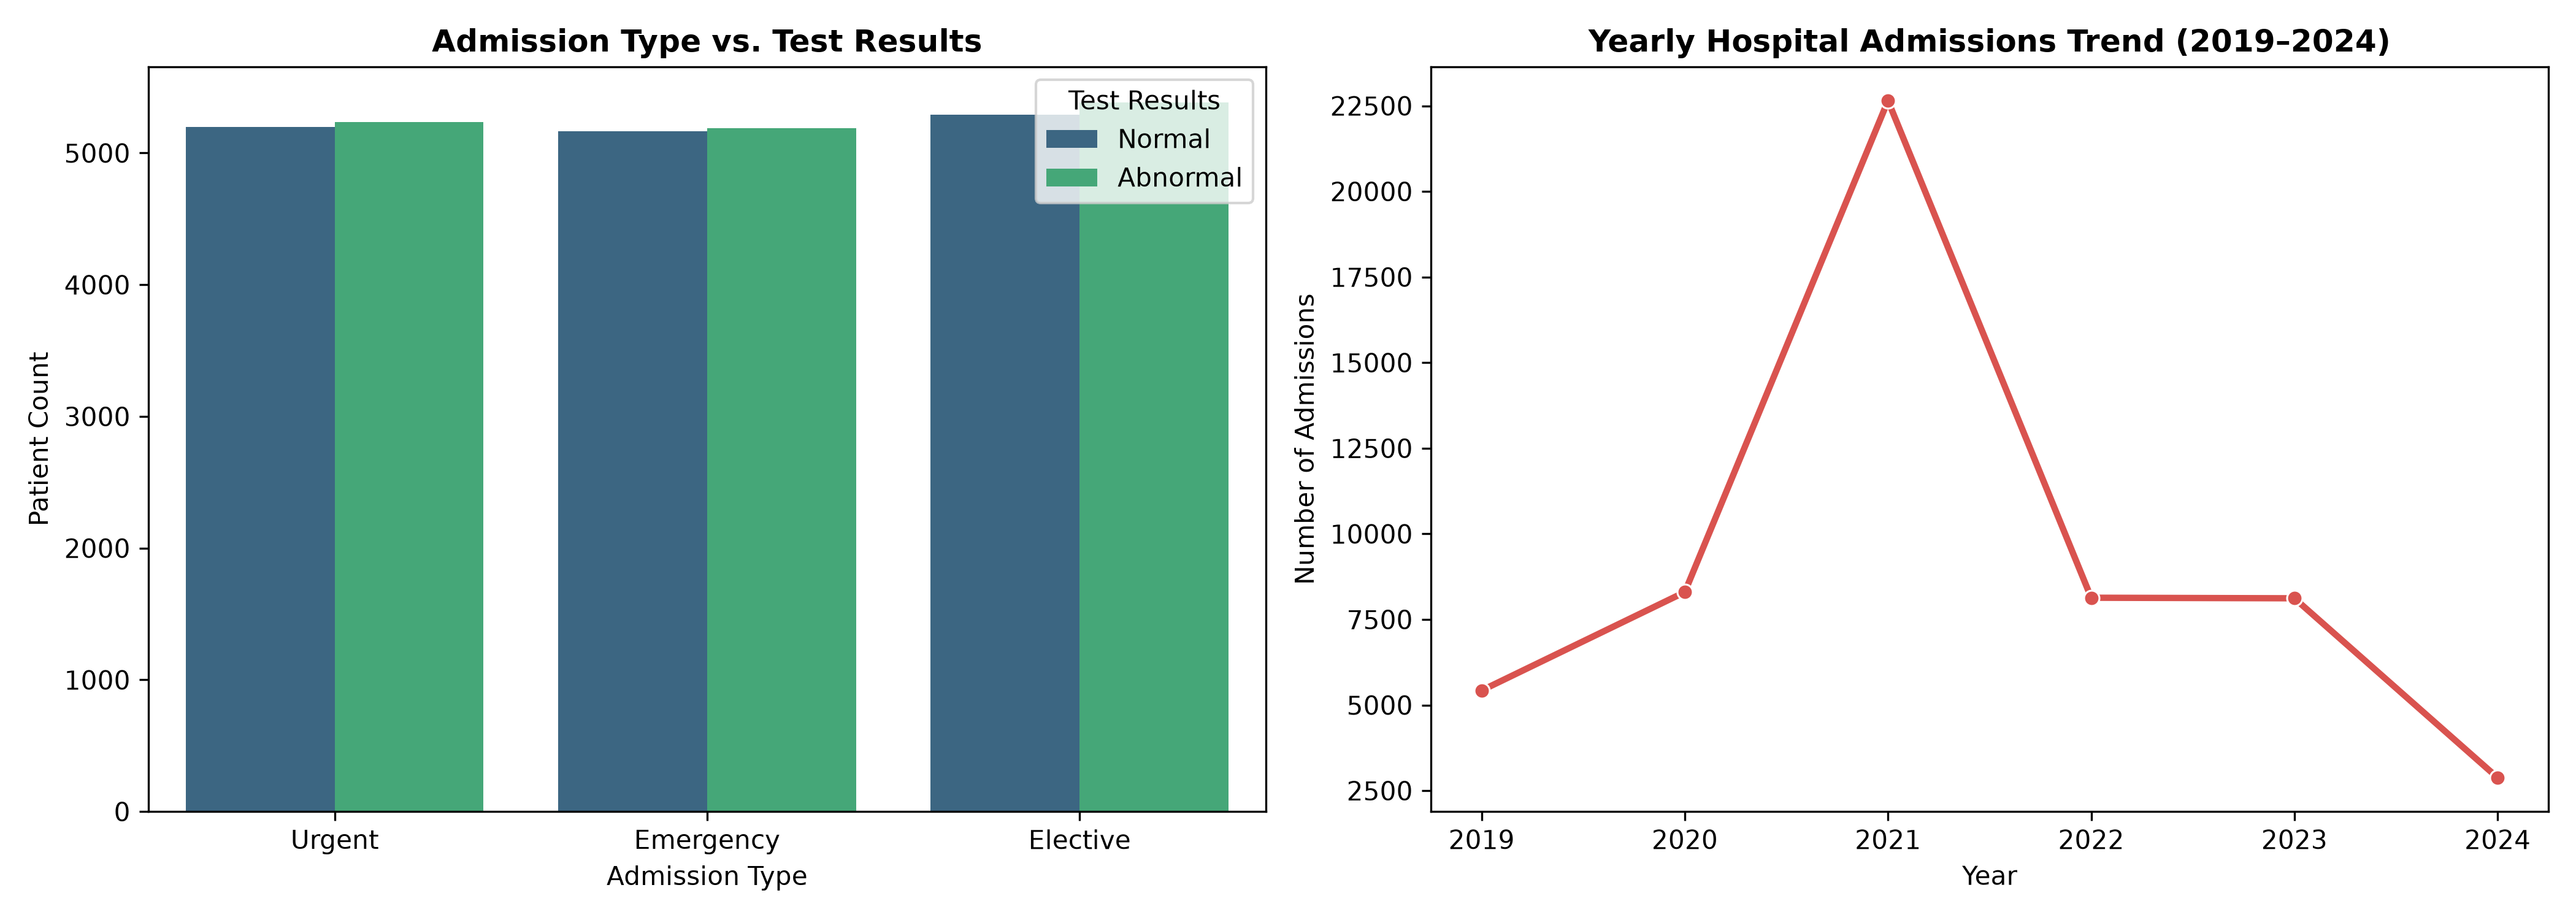 Admission Type vs. Test Results
Patient Count
5000
4000
3000
2000
1000
0
Test Results
Normal
Abnormal
Urgent Emergency Elective
Admission Type
Yearly Hospital Admissions Trend (2019–2024)
Number of Admissions
22500
20000
17500
15000
12500
10000
7500
5000
2500
2019 2020 2021 2022 2023 2024
Year